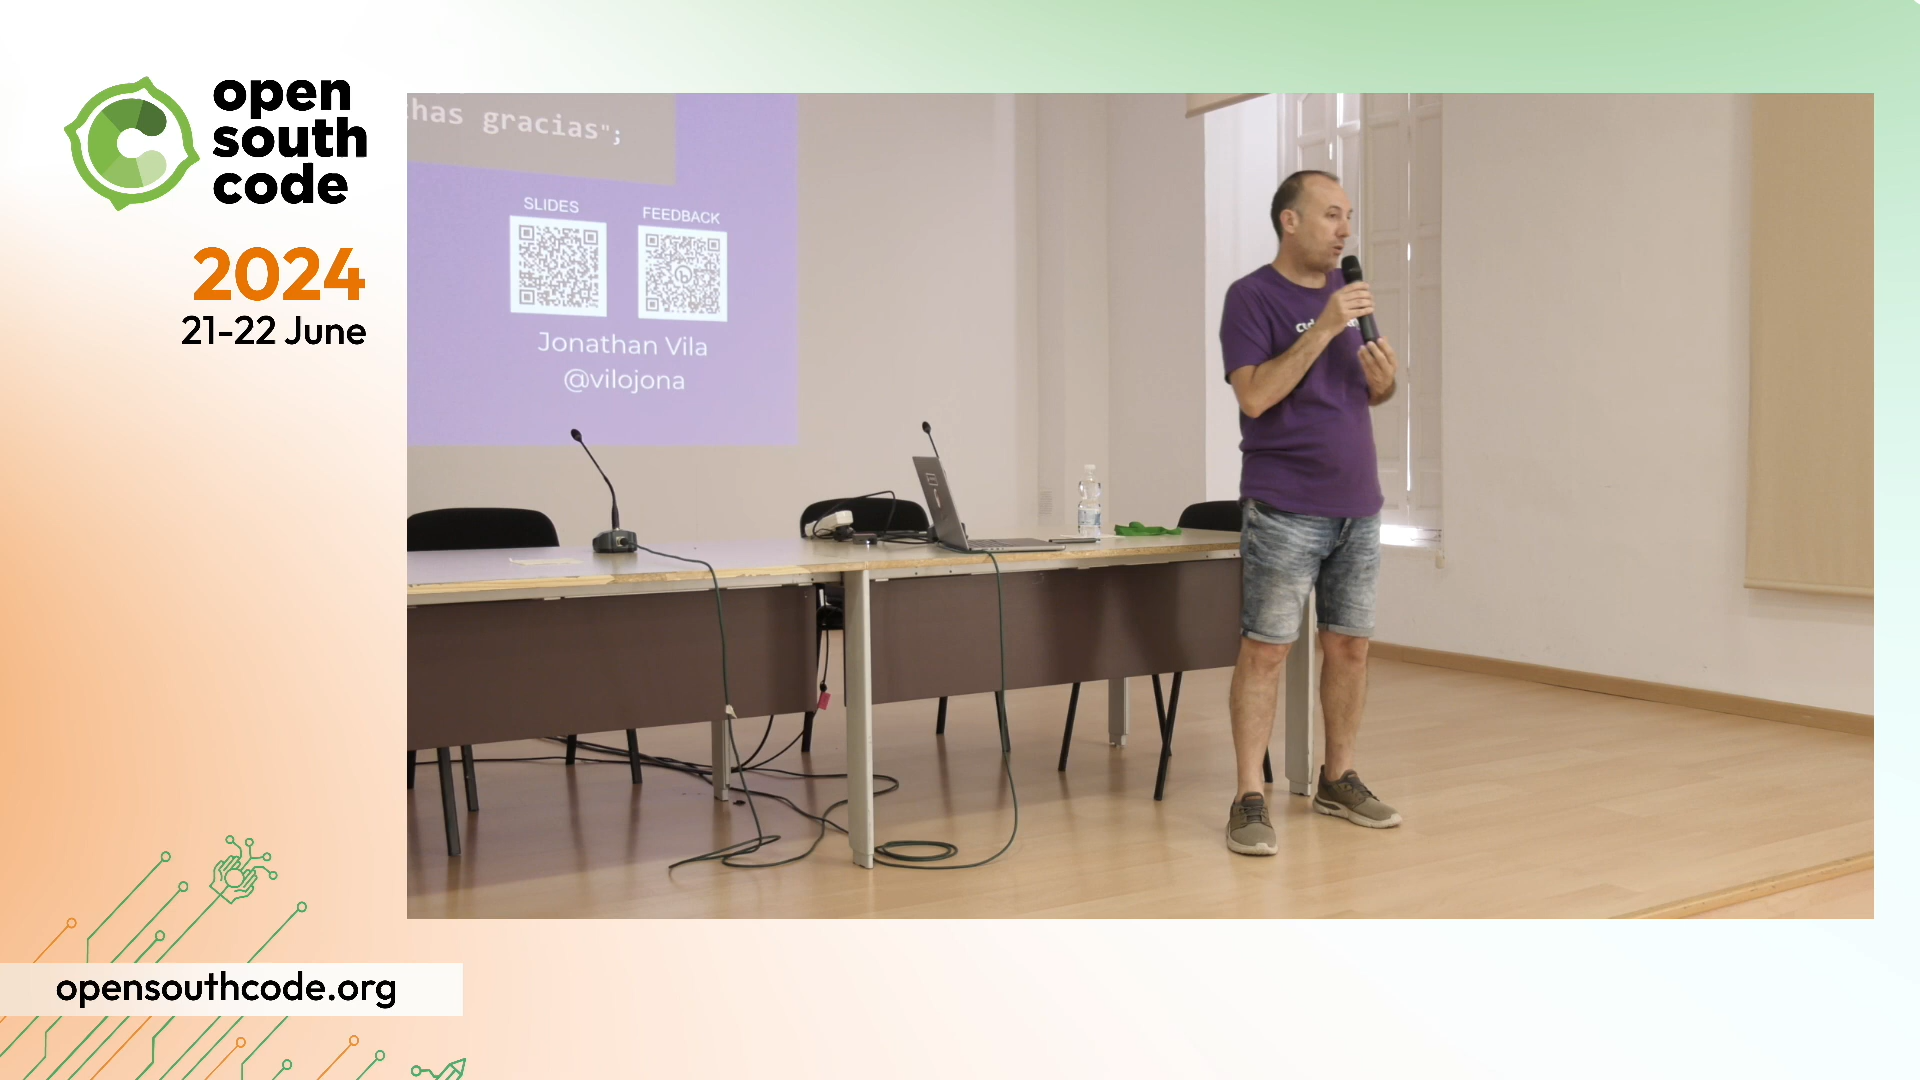 open
south
code
2024
21-22 June
has gracias";
SLIDES
FEEDBACK
Jonathan Vila
@vilojona
opensouthcode.org